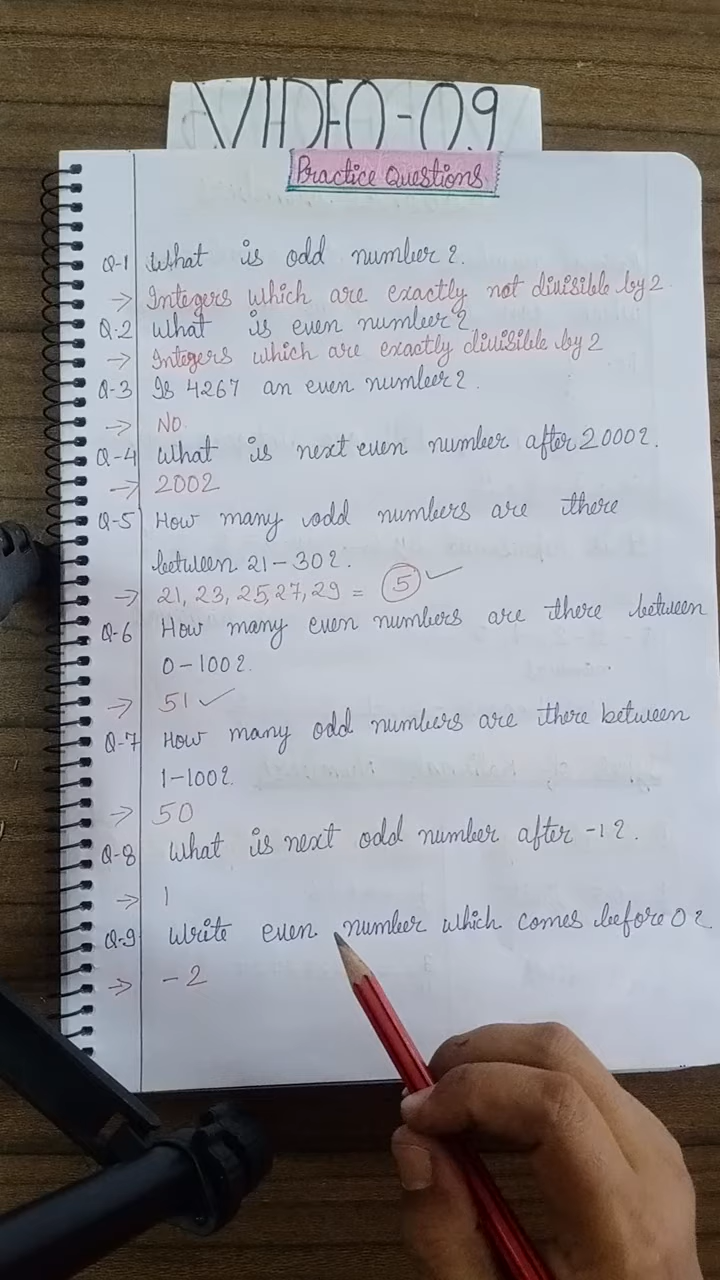 VIDEO-09
Practice Questions
Q-1 What is odd number?
→ Integers which are exactly not divisible by 2.
Q-2 What is even number?
→ Integers which are exactly divisible by 2
Q-3 Is 4267 an even number?
→ NO.
Q-4 What is next even number after 2000?
→ 2002
Q-5 How many odd numbers are there
between 21-30?
→ 21, 23, 25, 27, 29 = 5 ✓
Q-6 How many even numbers are there between
0-100?
→ 51 ✓
Q-7 How many odd numbers are there between
1-100?
→ 50
Q-8 What is next odd number after -1?
→ 1
Q-9 Write even number which comes before 0?
→ -2